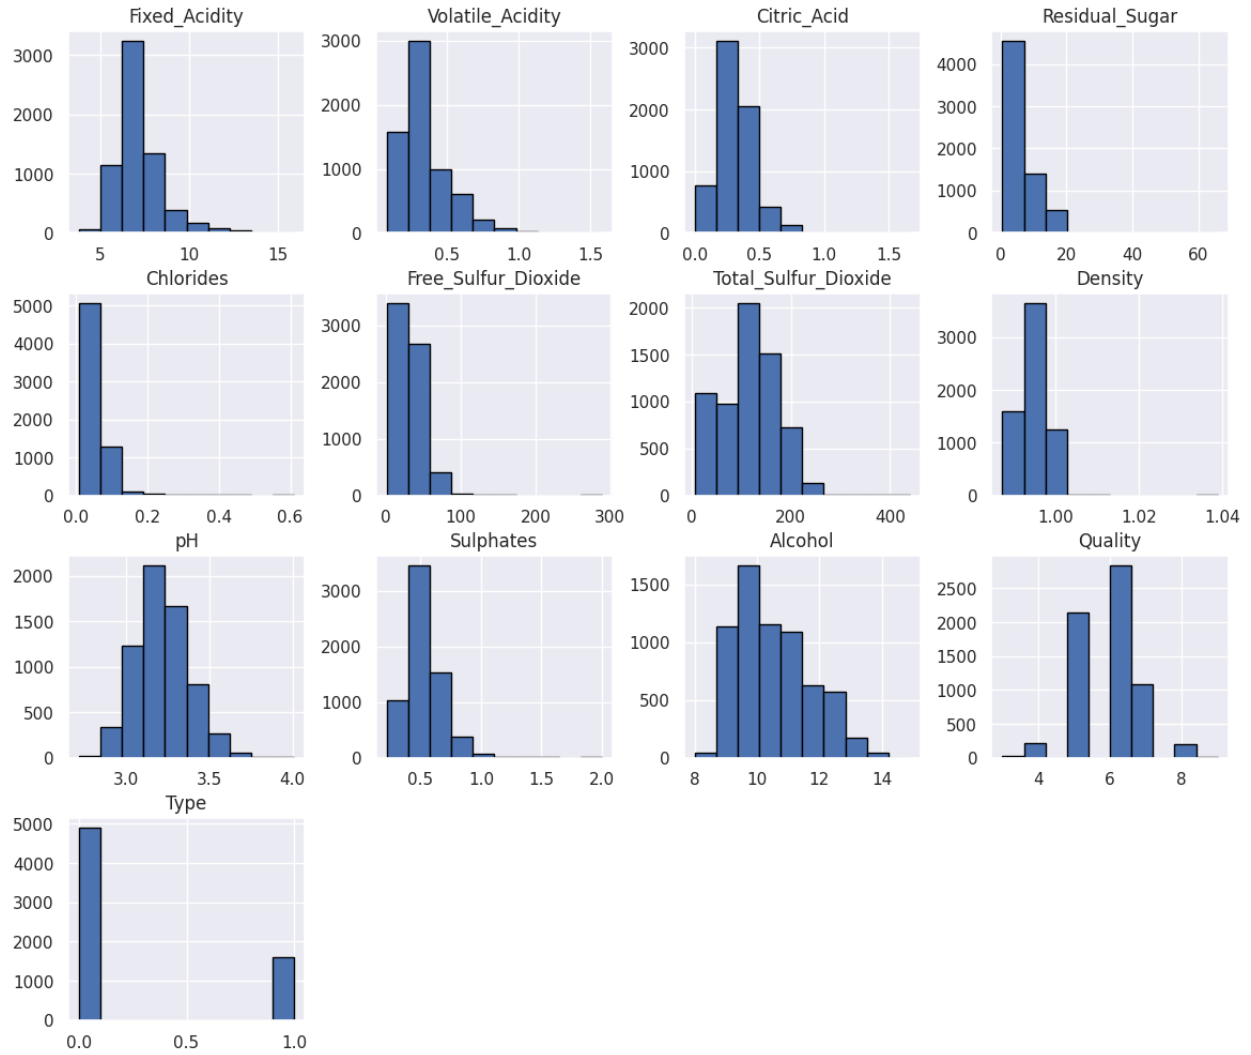 Fixed_Acidity
3000
2000
1000
0
5 10 15
Volatile_Acidity
3000
2000
1000
0
0.5 1.0 1.5
Citric_Acid
3000
2000
1000
0
0.0 0.5 1.0 1.5
Residual_Sugar
4000
3000
2000
1000
0
0 20 40 60
Chlorides
5000
4000
3000
2000
1000
0
0.0 0.2 0.4 0.6
Free_Sulfur_Dioxide
3000
2000
1000
0
0 100 200 300
Total_Sulfur_Dioxide
2000
1500
1000
500
0
0 200 400
Density
3000
2000
1000
0
1.00 1.02 1.04
pH
2000
1500
1000
500
0
3.0 3.5 4.0
Sulphates
3000
2000
1000
0
0.5 1.0 1.5 2.0
Alcohol
1500
1000
500
0
8 10 12 14
Quality
2500
2000
1500
1000
500
0
4 6 8
Type
5000
4000
3000
2000
1000
0
0.0 0.5 1.0